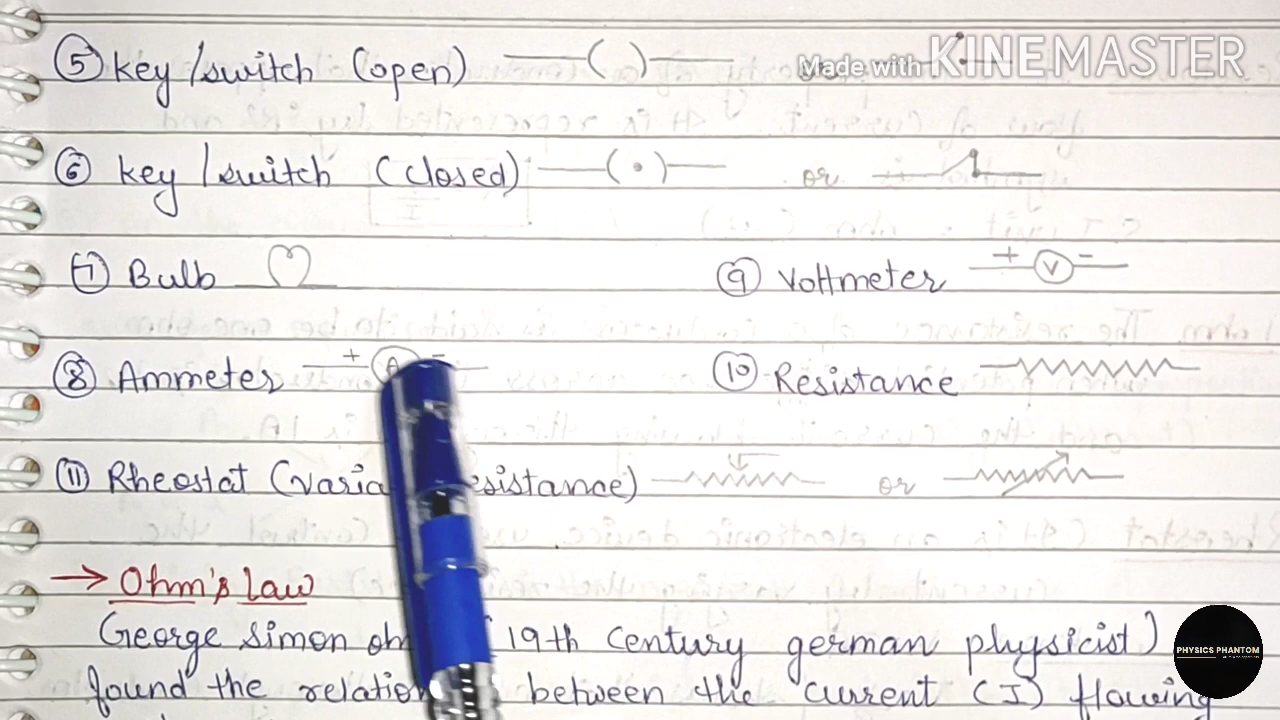 ⑤ Key/switch (open) ―( )―
Made with KINEMASTER
⑥ Key/switch (closed) ―(•)― or
⑦ Bulb
⑨ Voltmeter + V -
⑧ Ammeter + A -
⑩ Resistance
⑪ Rheostat (varia esistance) or
→ Ohm's law
George Simon oh 19th Century german physicist)
found the relation between the current (I) flowing
PHYSICS PHANTOM